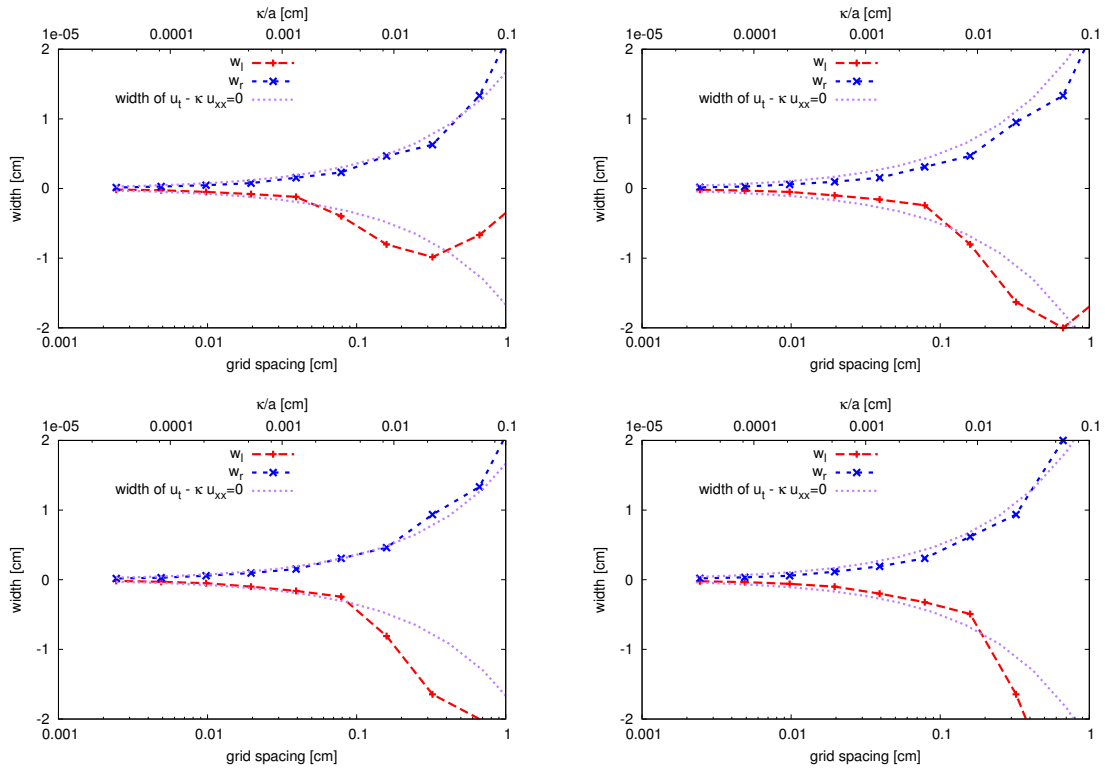 κ/a [cm]
1e-05 0.0001 0.001 0.01 0.1
2
1
0
-1
-2
width [cm]
w_l
w_r
width of u_t - κ u_xx=0
0.001 0.01 0.1 1
grid spacing [cm]
κ/a [cm]
1e-05 0.0001 0.001 0.01 0.1
2
1
0
-1
-2
width [cm]
w_l
w_r
width of u_t - κ u_xx=0
0.001 0.01 0.1 1
grid spacing [cm]
κ/a [cm]
1e-05 0.0001 0.001 0.01 0.1
2
1
0
-1
-2
width [cm]
w_l
w_r
width of u_t - κ u_xx=0
0.001 0.01 0.1 1
grid spacing [cm]
κ/a [cm]
1e-05 0.0001 0.001 0.01 0.1
2
1
0
-1
-2
width [cm]
w_l
w_r
width of u_t - κ u_xx=0
0.001 0.01 0.1 1
grid spacing [cm]